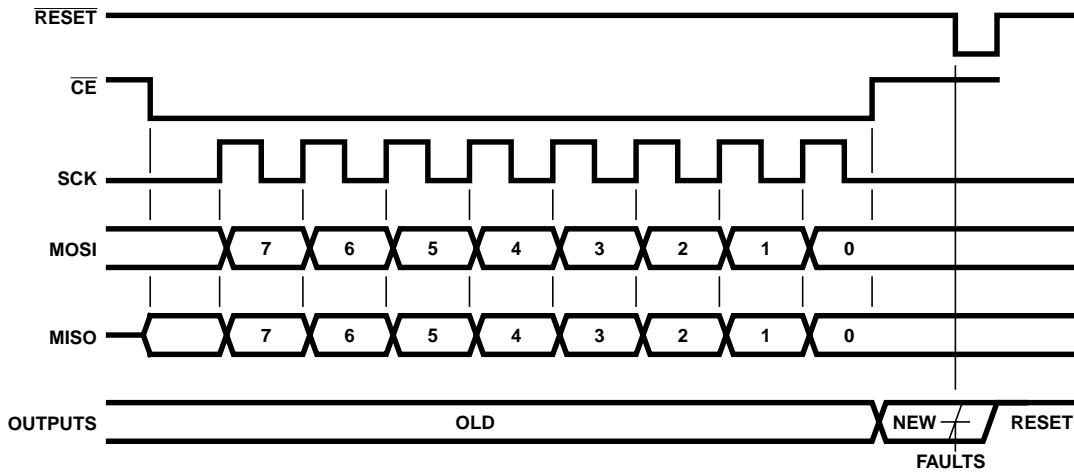 RESET
CE
SCK
MOSI 7 6 5 4 3 2 1 0
MISO 7 6 5 4 3 2 1 0
OUTPUTS OLD NEW RESET
FAULTS